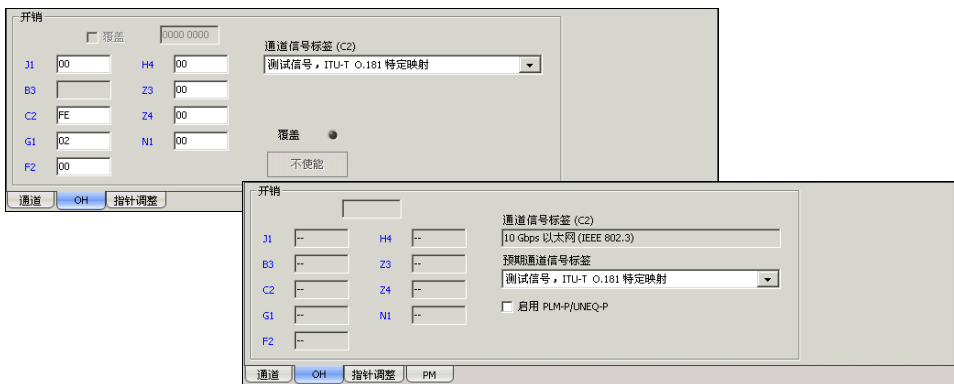 开销
覆盖 0000 0000
通道信号标签 (C2)
J1 00 H4 00 测试信号，ITU-T O.181 特定映射
B3 Z3 00
C2 FE Z4 00
覆盖
G1 02 N1 00
不使能
F2 00
通道 OH 指针调整
开销
通道信号标签 (C2)
J1 -- H4 -- 10 Gbps 以太网 (IEEE 802.3)
B3 -- Z3 -- 预期通道信号标签
测试信号，ITU-T O.181 特定映射
C2 -- Z4 --
启用 PLM-P/UNEQ-P
G1 -- N1 --
F2 --
通道 OH 指针调整 PM